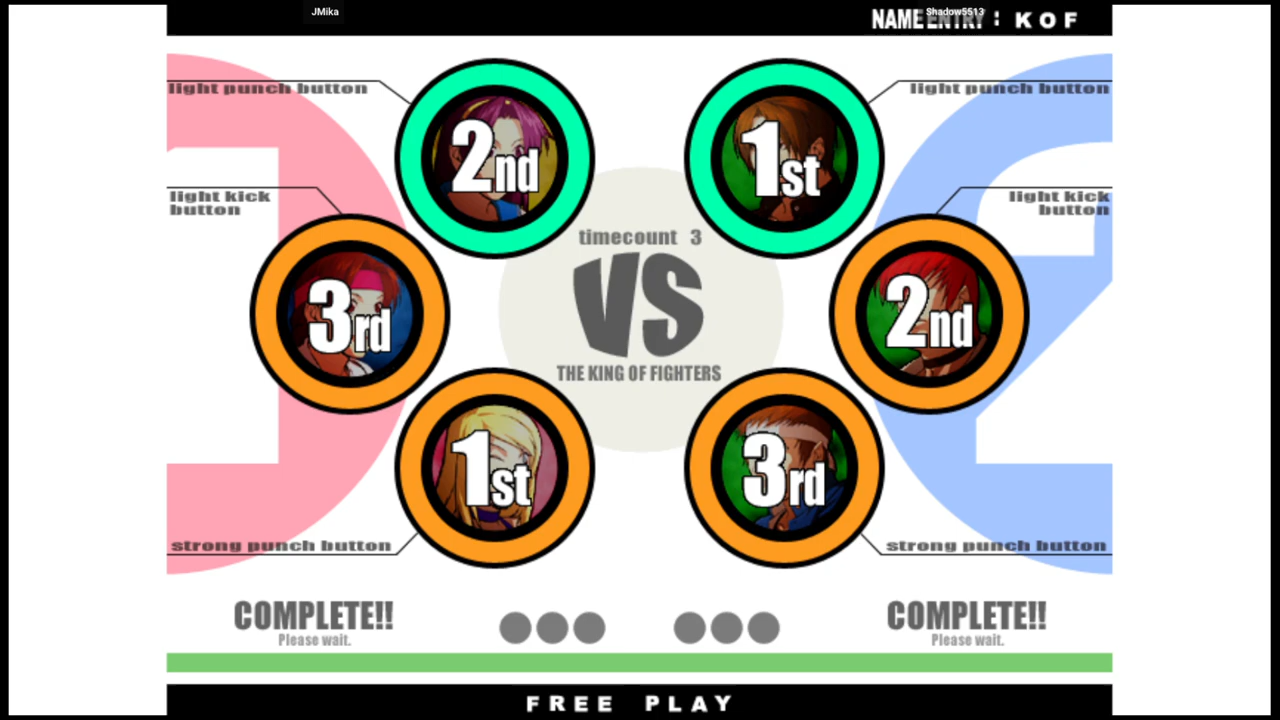 JMika
Shadow5513
NAME ENTRY : KOF
light punch button
light punch button
2nd
1st
light kick
button
light kick
button
timecount 3
VS
THE KING OF FIGHTERS
3rd
2nd
1st
3rd
strong punch button
strong punch button
COMPLETE!!
Please wait.
COMPLETE!!
Please wait.
FREE PLAY